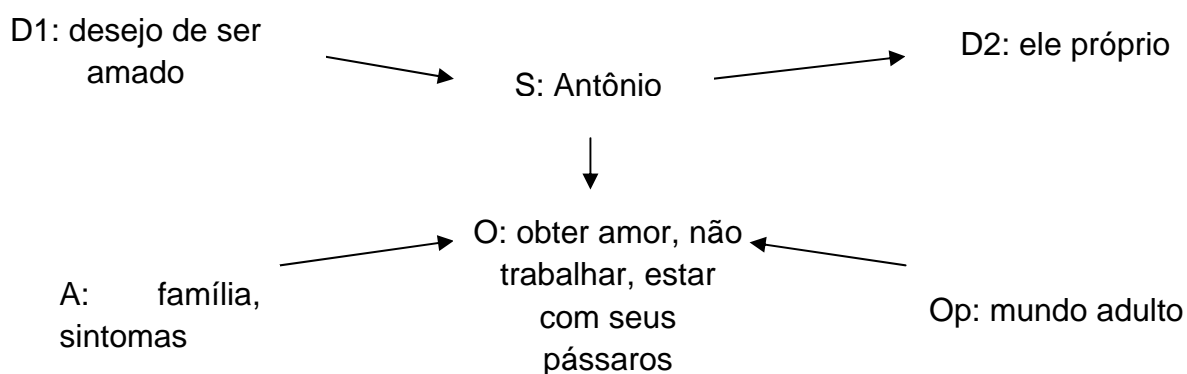 D1: desejo de ser
amado
S: Antônio
D2: ele próprio
O: obter amor, não
trabalhar, estar
com seus
pássaros
A: família,
sintomas
Op: mundo adulto